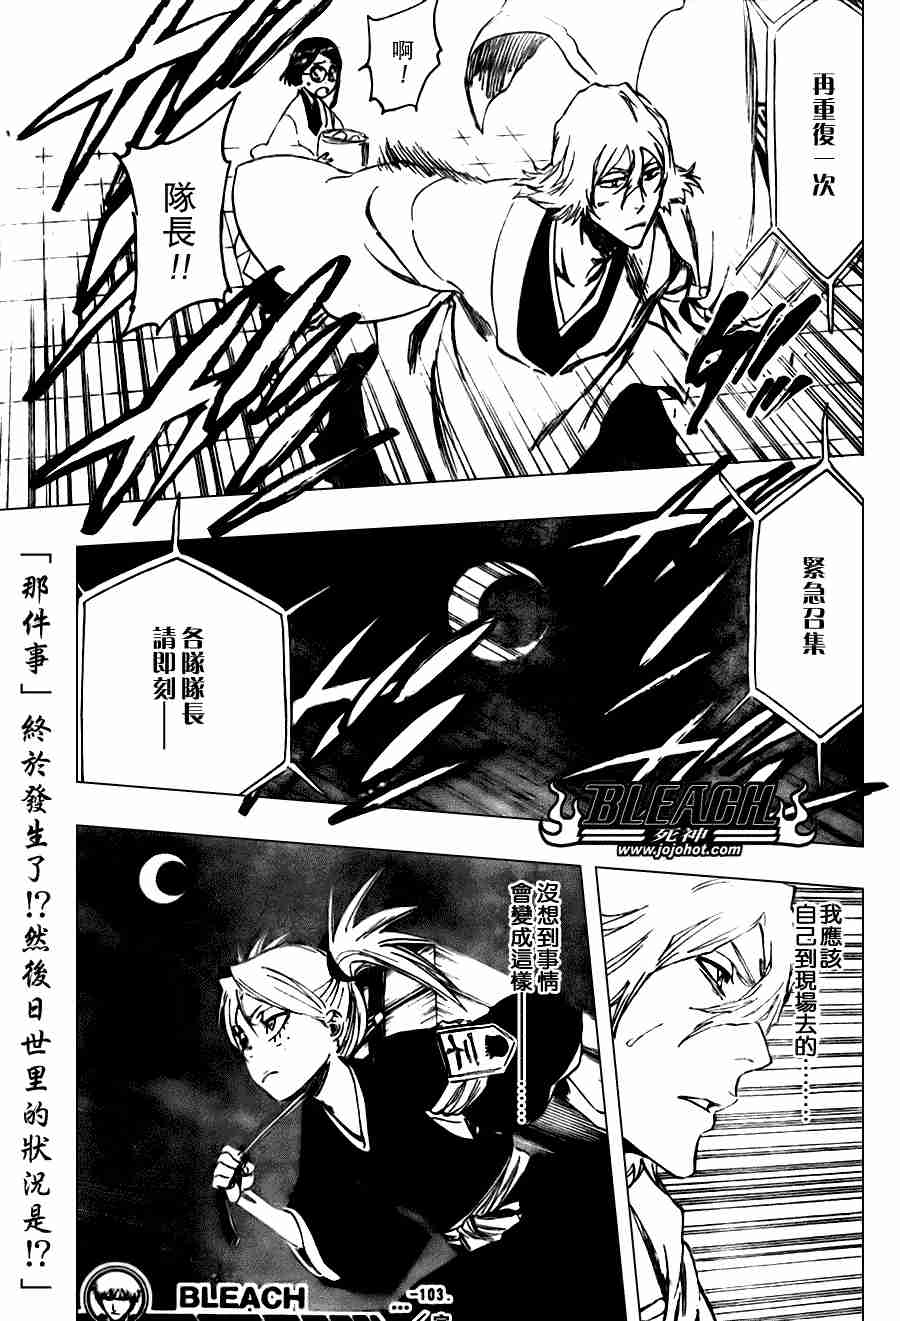 再重復一次
啊！
隊長!!
緊急召集
各隊隊長
請即刻——
BLEACH
死神
www.jojohot.com
我應該
自己到現場去的………
沒想到事情
會變成這樣
…………
「那件事」終於發生了!?然後日世里的狀況是!?」
BLEACH
...
-103.